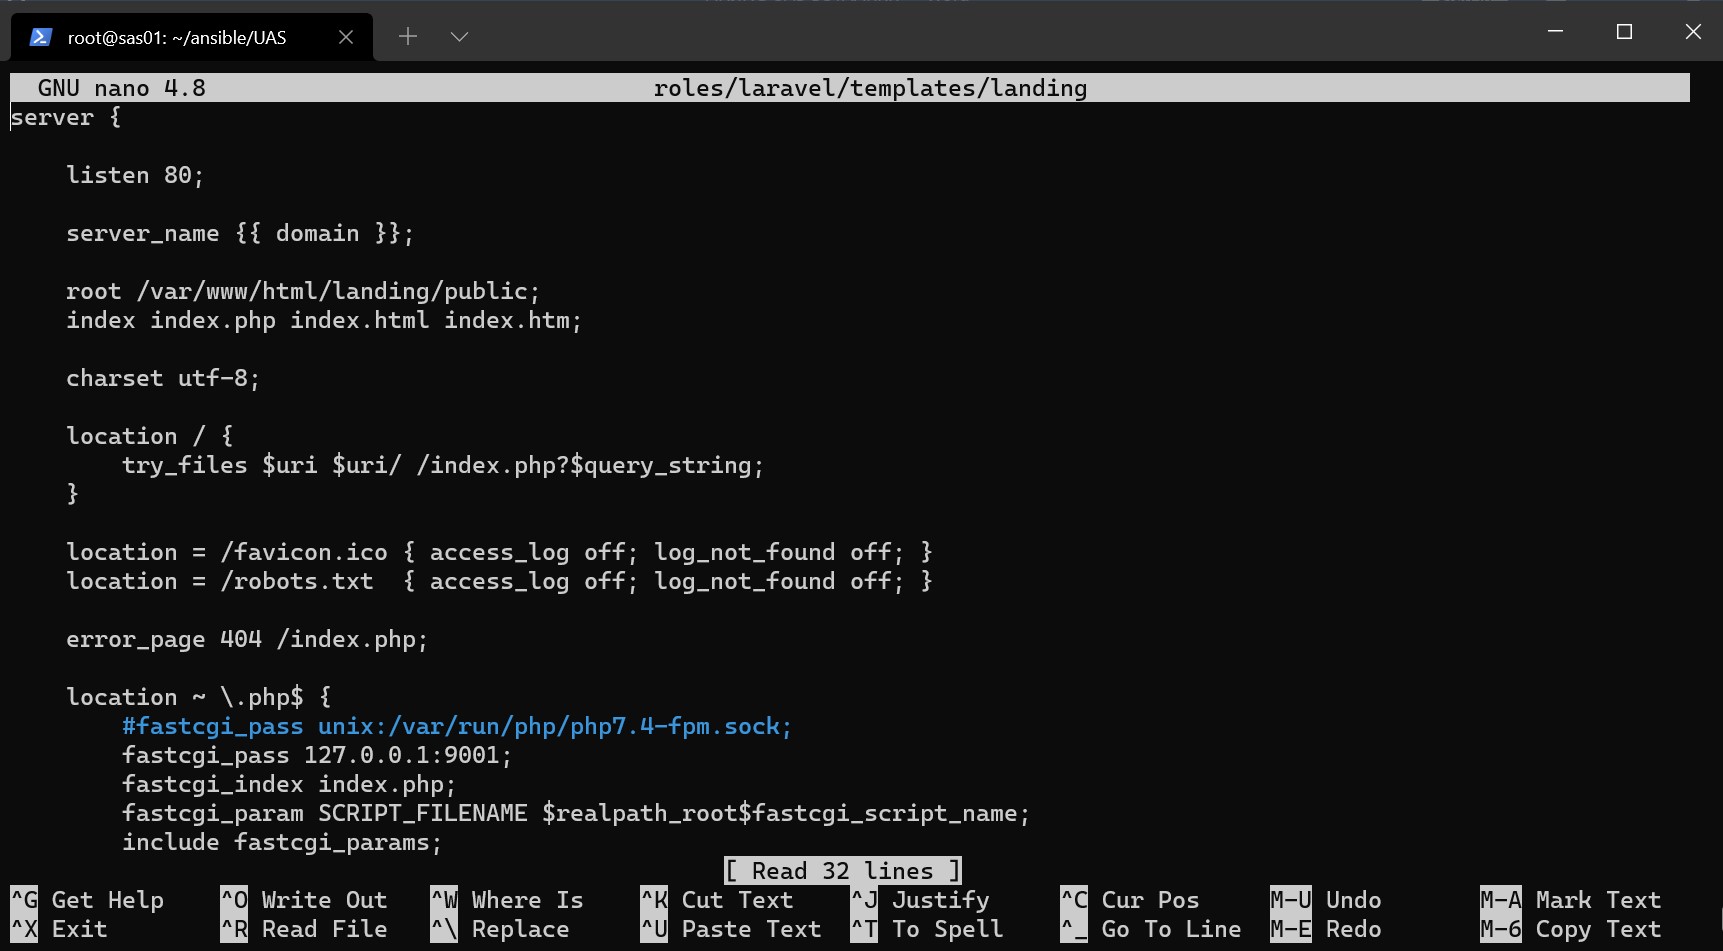 root@sas01: ~/ansible/UAS
GNU nano 4.8 roles/laravel/templates/landing
server {
listen 80;
server_name {{ domain }};
root /var/www/html/landing/public;
index index.php index.html index.htm;
charset utf-8;
location / {
try_files $uri $uri/ /index.php?$query_string;
}
location = /favicon.ico { access_log off; log_not_found off; }
location = /robots.txt  { access_log off; log_not_found off; }
error_page 404 /index.php;
location ~ \.php$ {
#fastcgi_pass unix:/var/run/php/php7.4-fpm.sock;
fastcgi_pass 127.0.0.1:9001;
fastcgi_index index.php;
fastcgi_param SCRIPT_FILENAME $realpath_root$fastcgi_script_name;
include fastcgi_params;
[ Read 32 lines ]
^G Get Help ^O Write Out ^W Where Is ^K Cut Text ^J Justify ^C Cur Pos M-U Undo M-A Mark Text
^X Exit ^R Read File ^\ Replace ^U Paste Text ^T To Spell ^_ Go To Line M-E Redo M-6 Copy Text